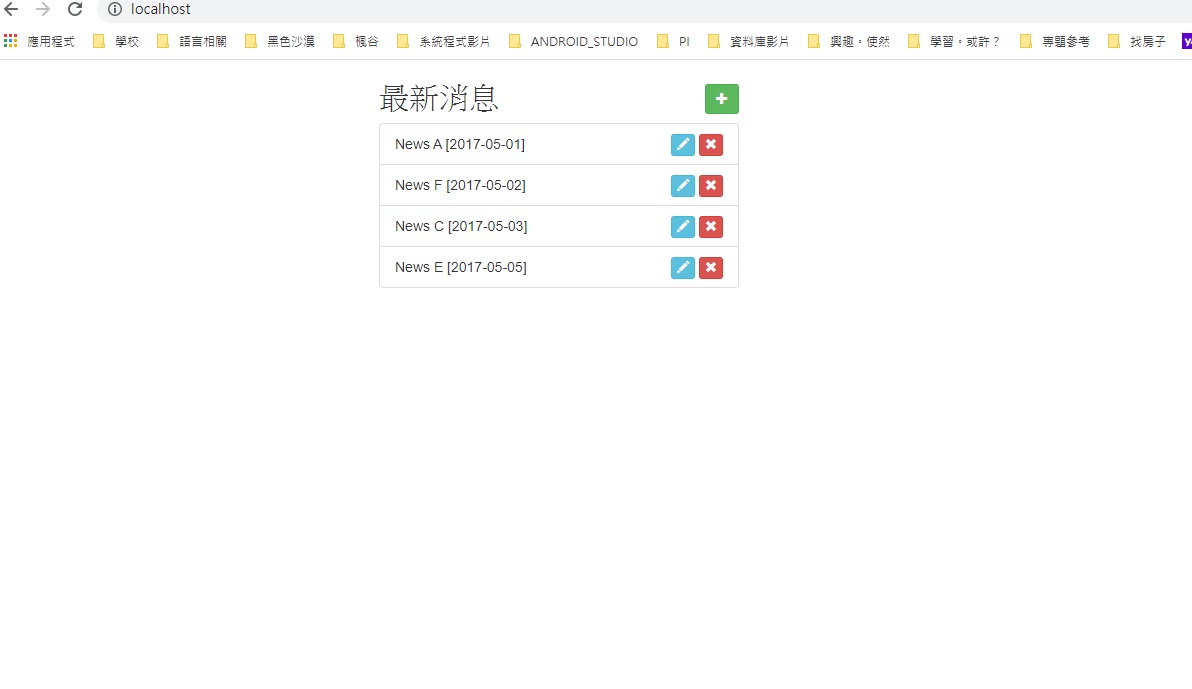 localhost
應用程式 學校 語言相關 黑色沙漠 楓谷 系統程式影片 ANDROID_STUDIO PI 資料庫影片 興趣。使然 學習。或許？ 專題參考 找房子
最新消息
News A [2017-05-01]
News F [2017-05-02]
News C [2017-05-03]
News E [2017-05-05]